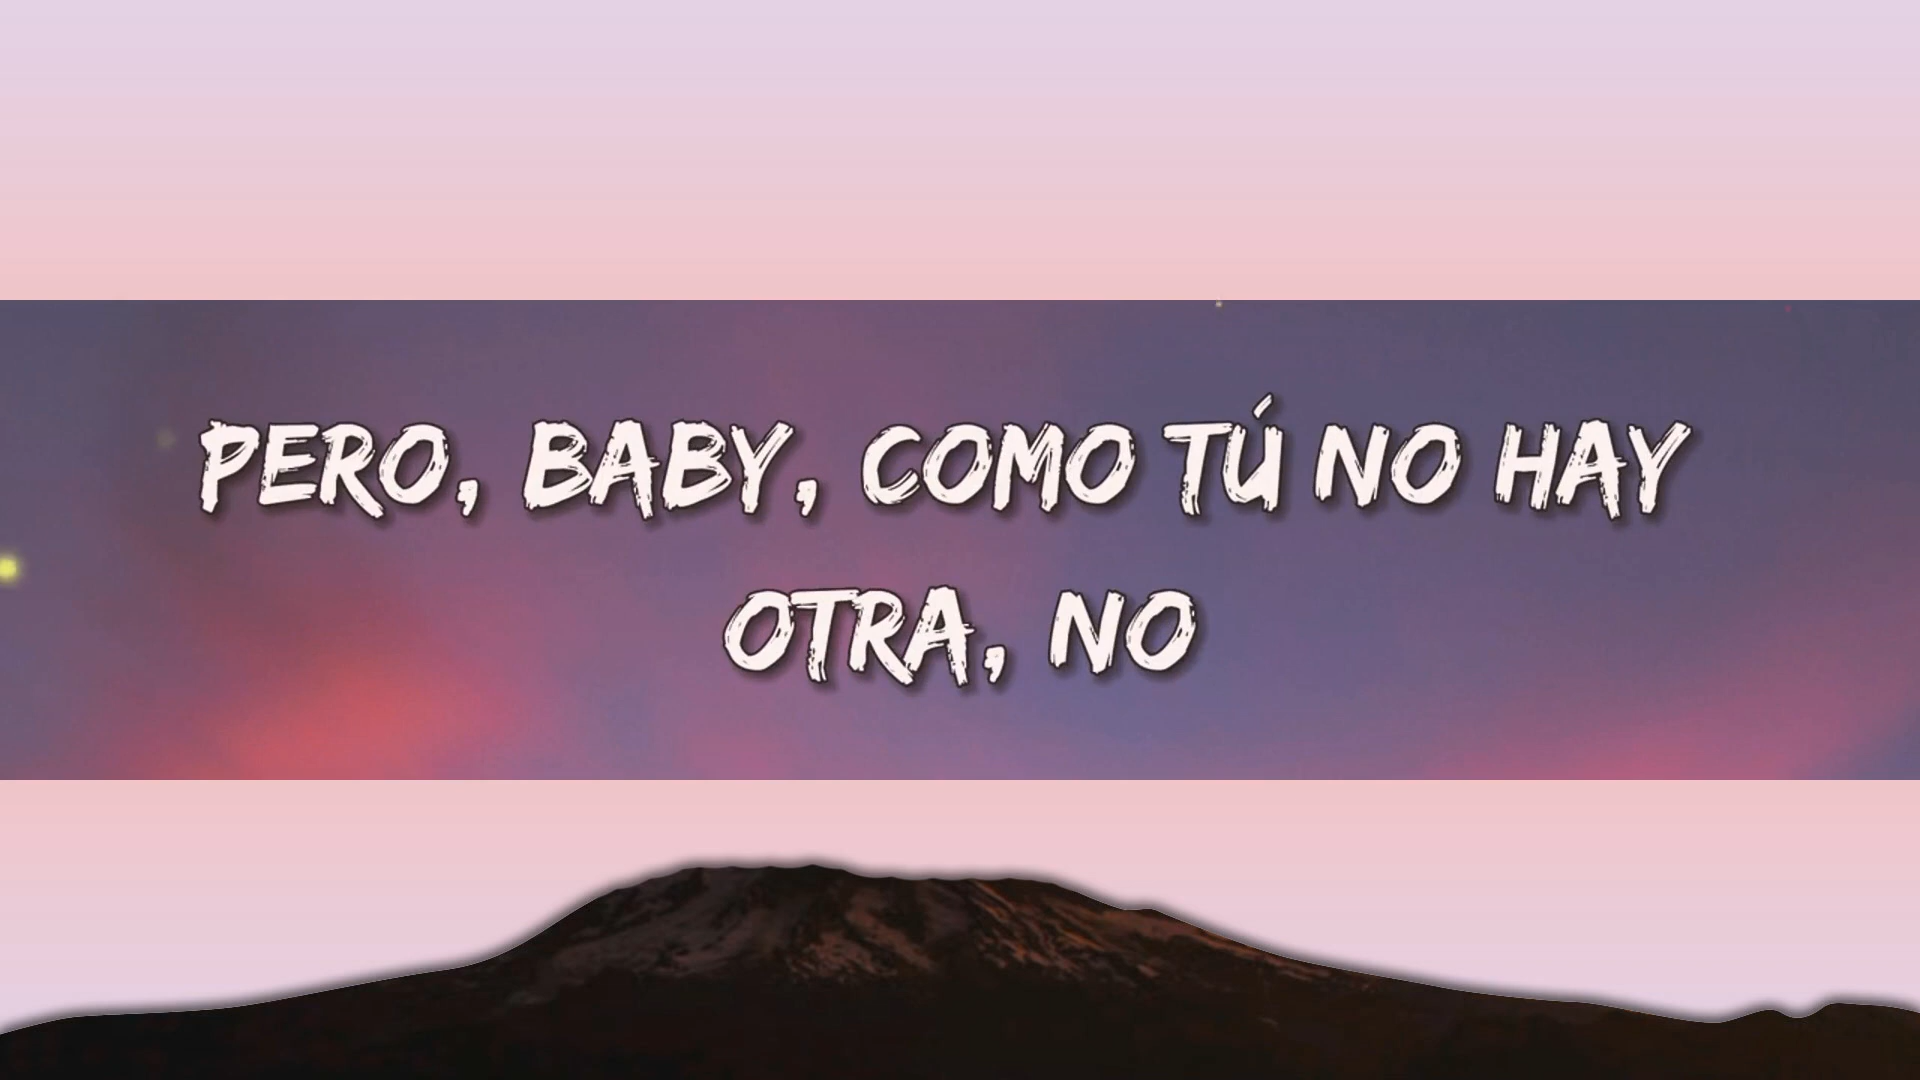 PERO, BABY, COMO TÚ NO HAY
OTRA, NO